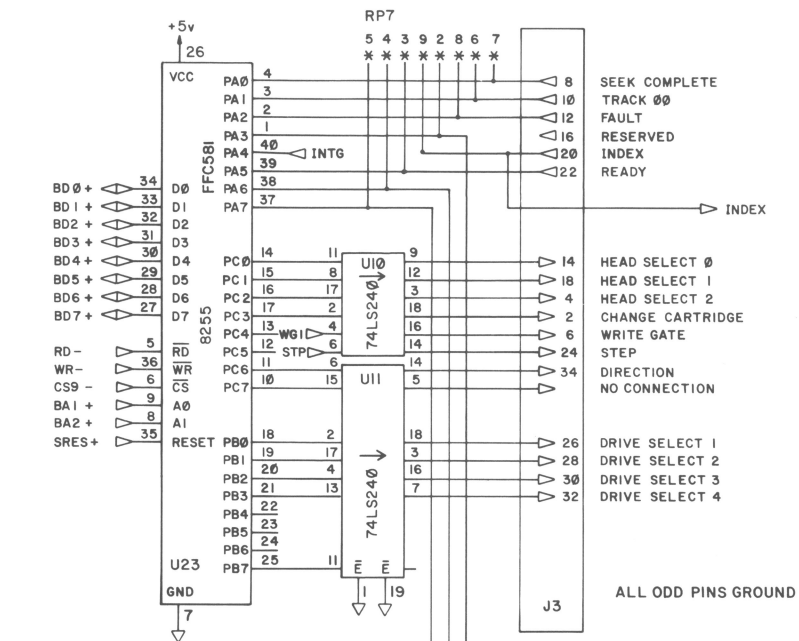 RP7
+5V
5 4 3 9 2 8 6 7
26
* * * * * * * *
VCC
PA0 4 8 SEEK COMPLETE
PA1 3 10 TRACK 00
PA2 2 12 FAULT
PA3 1 16 RESERVED
PA4 40 INTG 20 INDEX
PA5 39 22 READY
FFC581
BD0+ 34 D0 PA6 38
BD1+ 33 D1 PA7 37 INDEX
BD2+ 32 D2
BD3+ 31 D3
BD4+ 30 D4 PC0 14 11 U10 9 14 HEAD SELECT 0
BD5+ 29 D5 PC1 15 8 12 18 HEAD SELECT 1
BD6+ 28 D6 PC2 16 17 3 4 HEAD SELECT 2
BD7+ 27 D7 PC3 17 2 18 2 CHANGE CARTRIDGE
8255
PC4 13 WG1 4 16 6 WRITE GATE
74LS240
RD- 5 RD PC5 12 STP 6 14 24 STEP
WR- 36 WR PC6 11 6 14 34 DIRECTION
CS9- 6 CS PC7 10 15 U11 5 NO CONNECTION
BA1+ 9 A0
BA2+ 8 A1
SRES+ 35 RESET PB0 18 2 18 26 DRIVE SELECT 1
PB1 19 17 3 28 DRIVE SELECT 2
PB2 20 4 16 30 DRIVE SELECT 3
PB3 21 13 7 32 DRIVE SELECT 4
74LS240
PB4 22
PB5 23
PB6 24
U23 PB7 25 11 E E
GND 1 19 ALL ODD PINS GROUND
7 J3